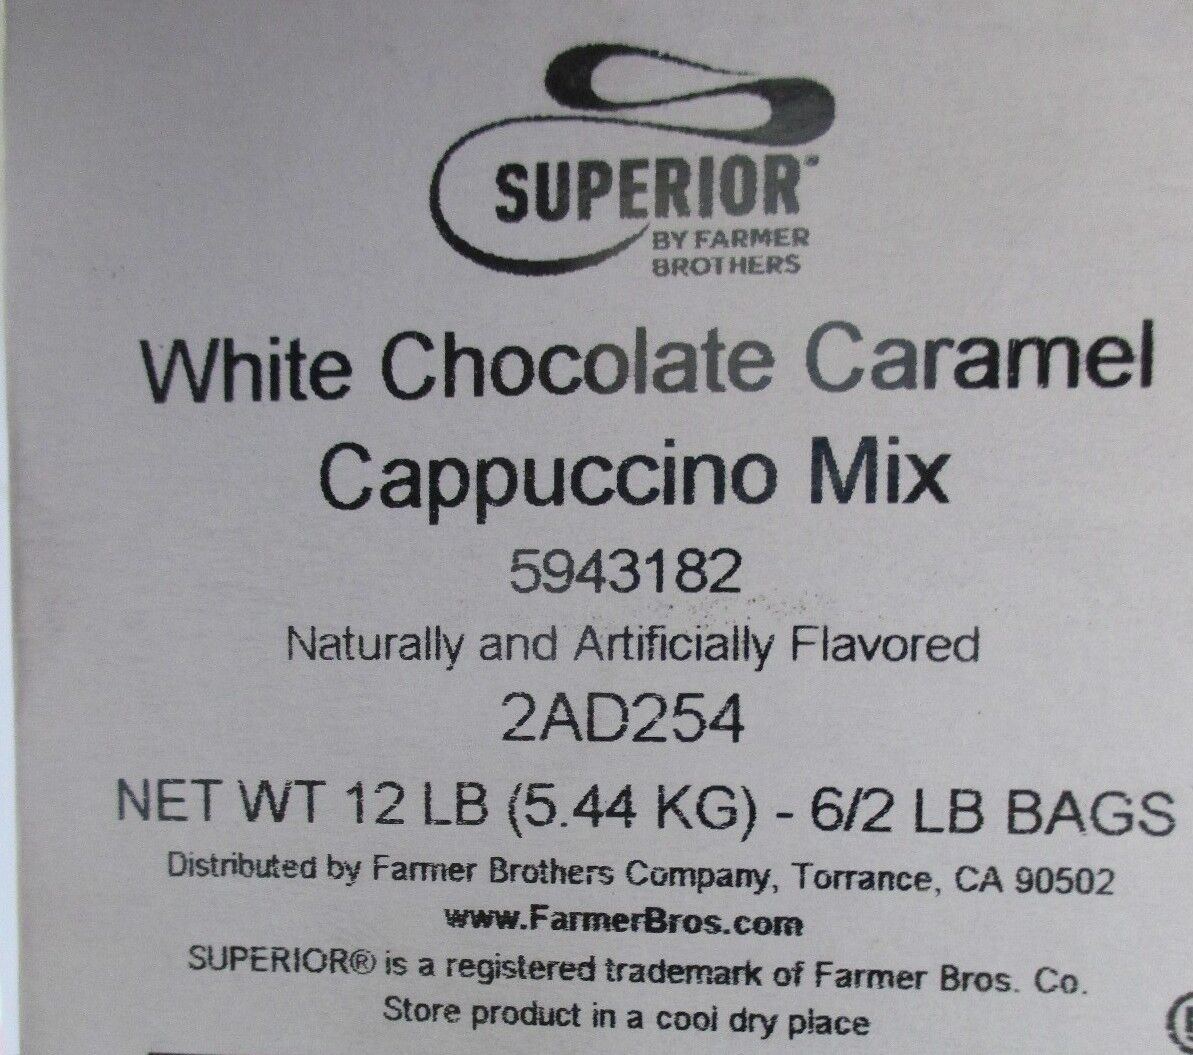 SUPERIOR
BY FARMER
BROTHERS
White Chocolate Caramel
Cappuccino Mix
5943182
Naturally and Artificially Flavored
2AD254
NET WT 12 LB (5.44 KG) - 6/2 LB BAGS
Distributed by Farmer Brothers Company, Torrance, CA 90502
www.FarmerBros.com
SUPERIOR® is a registered trademark of Farmer Bros. Co.
Store product in a cool dry place